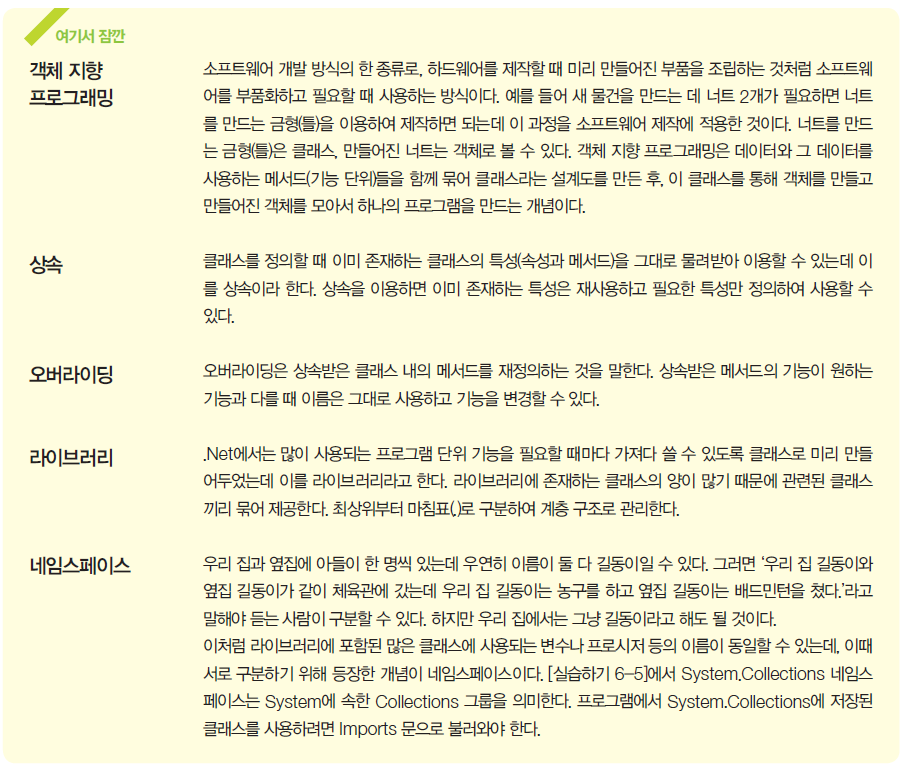 여기서 잠깐
객체 지향
프로그래밍
소프트웨어 개발 방식의 한 종류로, 하드웨어를 제작할 때 미리 만들어진 부품을 조립하는 것처럼 소프트웨
어를 부품화하고 필요할 때 사용하는 방식이다. 예를 들어 새 물건을 만드는 데 너트 2개가 필요하면 너트
를 만드는 금형(틀)을 이용하여 제작하면 되는데 이 과정을 소프트웨어 제작에 적용한 것이다. 너트를 만드
는 금형(틀)은 클래스, 만들어진 너트는 객체로 볼 수 있다. 객체 지향 프로그래밍은 데이터와 그 데이터를
사용하는 메서드(기능 단위)들을 함께 묶어 클래스라는 설계도를 만든 후, 이 클래스를 통해 객체를 만들고
만들어진 객체를 모아서 하나의 프로그램을 만드는 개념이다.
상속
클래스를 정의할 때 이미 존재하는 클래스의 특성(속성과 메서드)을 그대로 물려받아 이용할 수 있는데 이
를 상속이라 한다. 상속을 이용하면 이미 존재하는 특성은 재사용하고 필요한 특성만 정의하여 사용할 수
있다.
오버라이딩
오버라이딩은 상속받은 클래스 내의 메서드를 재정의하는 것을 말한다. 상속받은 메서드의 기능이 원하는
기능과 다를 때 이름은 그대로 사용하고 기능을 변경할 수 있다.
라이브러리
.Net에서는 많이 사용되는 프로그램 단위 기능을 필요할 때마다 가져다 쓸 수 있도록 클래스로 미리 만들
어두었는데 이를 라이브러리라고 한다. 라이브러리에 존재하는 클래스의 양이 많기 때문에 관련된 클래스
끼리 묶어 제공한다. 최상위부터 마침표(.)로 구분하여 계층 구조로 관리한다.
네임스페이스
우리 집과 옆집에 아들이 한 명씩 있는데 우연히 이름이 둘 다 길동이일 수 있다. 그러면 ‘우리 집 길동이와
옆집 길동이가 같이 체육관에 갔는데 우리 집 길동이는 농구를 하고 옆집 길동이는 배드민턴을 쳤다.’라고
말해야 듣는 사람이 구분할 수 있다. 하지만 우리 집에서는 그냥 길동이라고 해도 될 것이다.
이처럼 라이브러리에 포함된 많은 클래스에 사용되는 변수나 프로시저 등의 이름이 동일할 수 있는데, 이때
서로 구분하기 위해 등장한 개념이 네임스페이스이다. [실습하기 6-5]에서 System.Collections 네임스
페이스는 System에 속한 Collections 그룹을 의미한다. 프로그램에서 System.Collections에 저장된
클래스를 사용하려면 Imports 문으로 불러와야 한다.